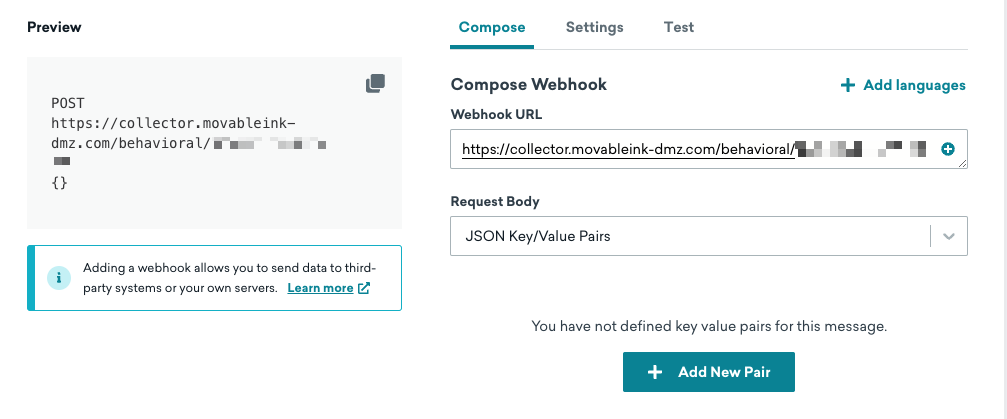 Preview
POST
https://collector.movableink-
dmz.com/behavioral/
{}
Adding a webhook allows you to send data to third-
party systems or your own servers. Learn more
Compose Settings Test
Compose Webhook
Add languages
Webhook URL
https://collector.movableink-dmz.com/behavioral/
Request Body
JSON Key/Value Pairs
You have not defined key value pairs for this message.
Add New Pair